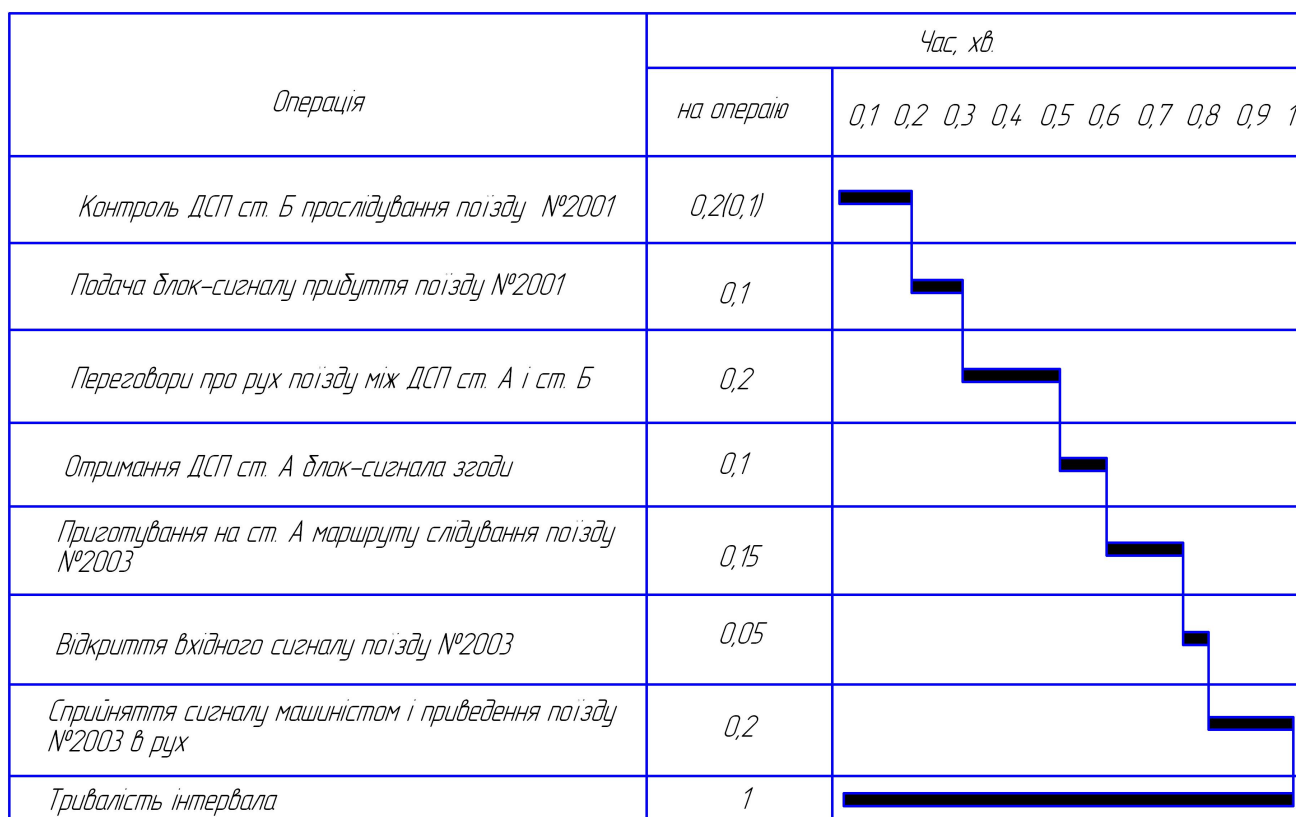 Час, хв.
Операція
на операію
0,1 0,2 0,3 0,4 0,5 0,6 0,7 0,8 0,9 1
Контроль ДСП ст. Б прослідування поїзду №2001
0,2(0,1)
Подача блок-сигналу прибуття поїзду №2001
0,1
Переговори про рух поїзду між ДСП ст. А і ст. Б
0,2
Отримання ДСП ст. А блок-сигнала згоди
0,1
Приготування на ст. А маршруту слідування поїзду
№2003
0,15
Відкриття вхідного сигналу поїзду №2003
0,05
Сприйняття сигналу машиністом і приведення поїзду
№2003 в рух
0,2
Тривалість інтервала
1